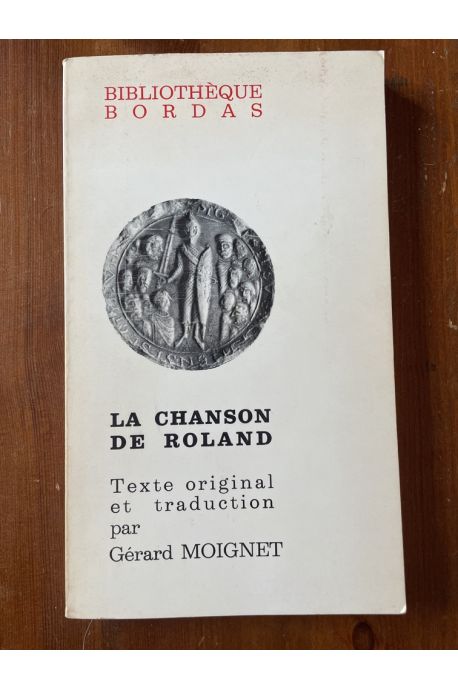 BIBLIOTHÈQUE
BORDAS
LA CHANSON
DE ROLAND
Texte original
et traduction
par
Gérard MOIGNET